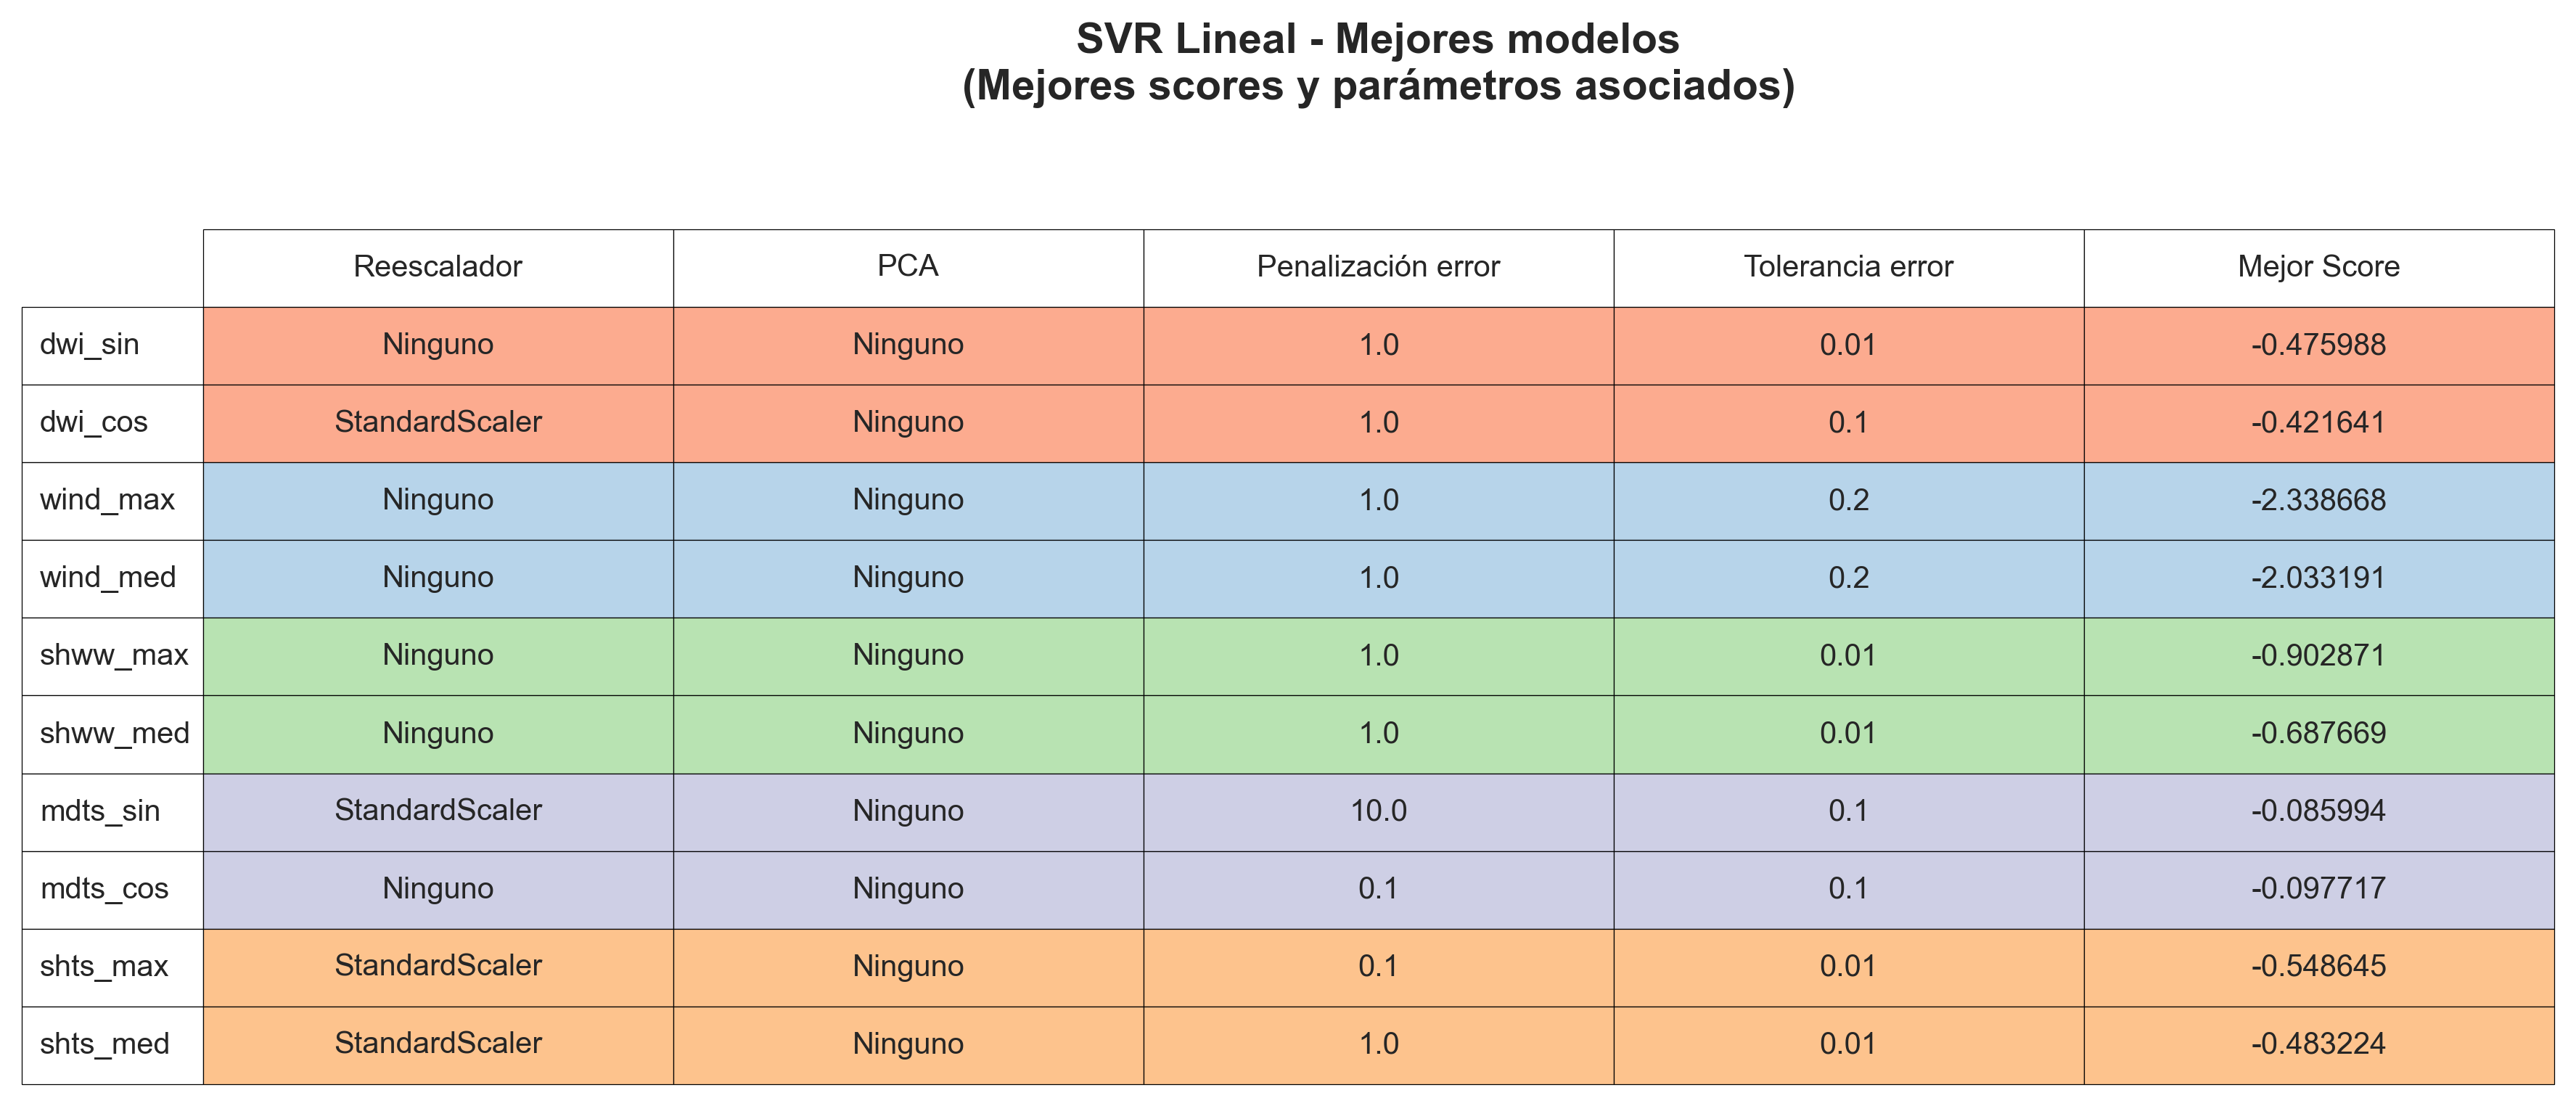 SVR Lineal - Mejores modelos
(Mejores scores y parámetros asociados)
Reescalador PCA Penalización error Tolerancia error Mejor Score
dwi_sin Ninguno Ninguno 1.0 0.01 -0.475988
dwi_cos StandardScaler Ninguno 1.0 0.1 -0.421641
wind_max Ninguno Ninguno 1.0 0.2 -2.338668
wind_med Ninguno Ninguno 1.0 0.2 -2.033191
shww_max Ninguno Ninguno 1.0 0.01 -0.902871
shww_med Ninguno Ninguno 1.0 0.01 -0.687669
mdts_sin StandardScaler Ninguno 10.0 0.1 -0.085994
mdts_cos Ninguno Ninguno 0.1 0.1 -0.097717
shts_max StandardScaler Ninguno 0.1 0.01 -0.548645
shts_med StandardScaler Ninguno 1.0 0.01 -0.483224